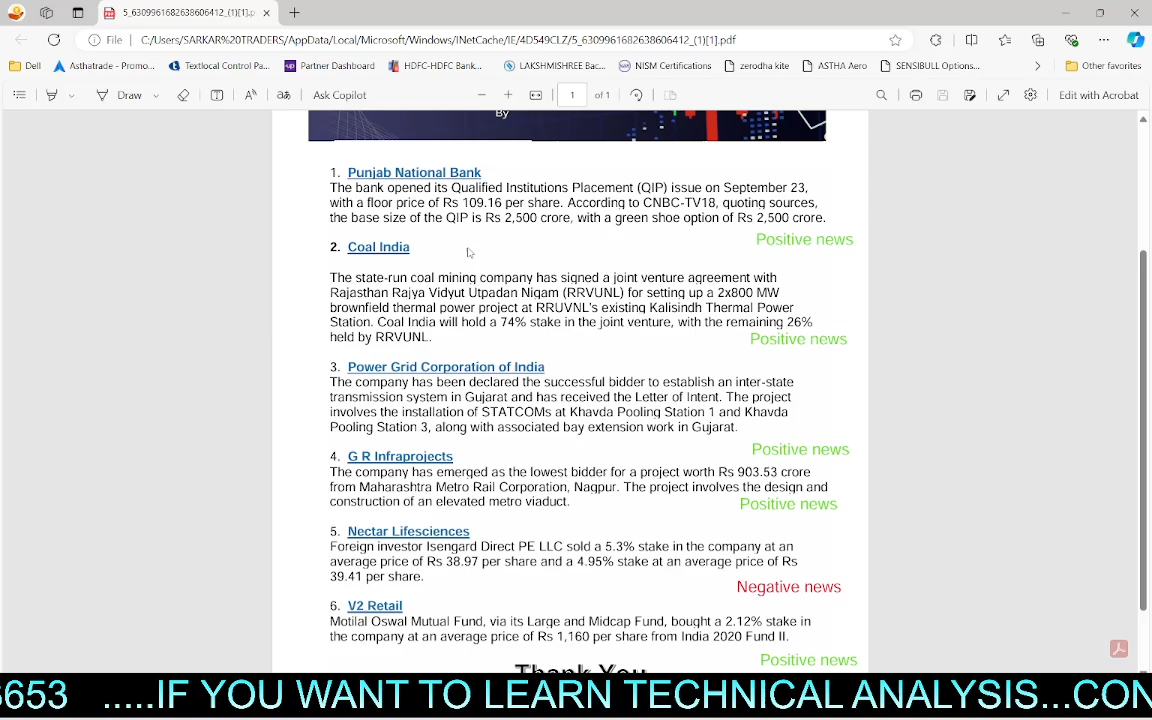 5_6309961682638606412_(1)[1].p
File
C:/Users/SARKAR%20TRADERS/AppData/Local/Microsoft/Windows/INetCache/IE/4D549CLZ/5_6309961682638606412_(1)[1].pdf
Dell
Asthatrade - Promo...
Textlocal Control Pa...
Partner Dashboard
HDFC-HDFC Bank...
LAKSHMISHREE Bac...
NISM Certifications
zerodha kite
ASTHA Aero
SENSIBULL Options...
Other favorites
Draw
Ask Copilot
1 of 1
Edit with Acrobat
By
1. Punjab National Bank
The bank opened its Qualified Institutions Placement (QIP) issue on September 23,
with a floor price of Rs 109.16 per share. According to CNBC-TV18, quoting sources,
the base size of the QIP is Rs 2,500 crore, with a green shoe option of Rs 2,500 crore.
Positive news
2. Coal India
The state-run coal mining company has signed a joint venture agreement with
Rajasthan Rajya Vidyut Utpadan Nigam (RRVUNL) for setting up a 2x800 MW
brownfield thermal power project at RRUVNL's existing Kalisindh Thermal Power
Station. Coal India will hold a 74% stake in the joint venture, with the remaining 26%
held by RRVUNL.
Positive news
3. Power Grid Corporation of India
The company has been declared the successful bidder to establish an inter-state
transmission system in Gujarat and has received the Letter of Intent. The project
involves the installation of STATCOMs at Khavda Pooling Station 1 and Khavda
Pooling Station 3, along with associated bay extension work in Gujarat.
Positive news
4. G R Infraprojects
The company has emerged as the lowest bidder for a project worth Rs 903.53 crore
from Maharashtra Metro Rail Corporation, Nagpur. The project involves the design and
construction of an elevated metro viaduct.
Positive news
5. Nectar Lifesciences
Foreign investor Isengard Direct PE LLC sold a 5.3% stake in the company at an
average price of Rs 38.97 per share and a 4.95% stake at an average price of Rs
39.41 per share.
Negative news
6. V2 Retail
Motilal Oswal Mutual Fund, via its Large and Midcap Fund, bought a 2.12% stake in
the company at an average price of Rs 1,160 per share from India 2020 Fund II.
Positive news
Thank You
653 .....IF YOU WANT TO LEARN TECHNICAL ANALYSIS...CON